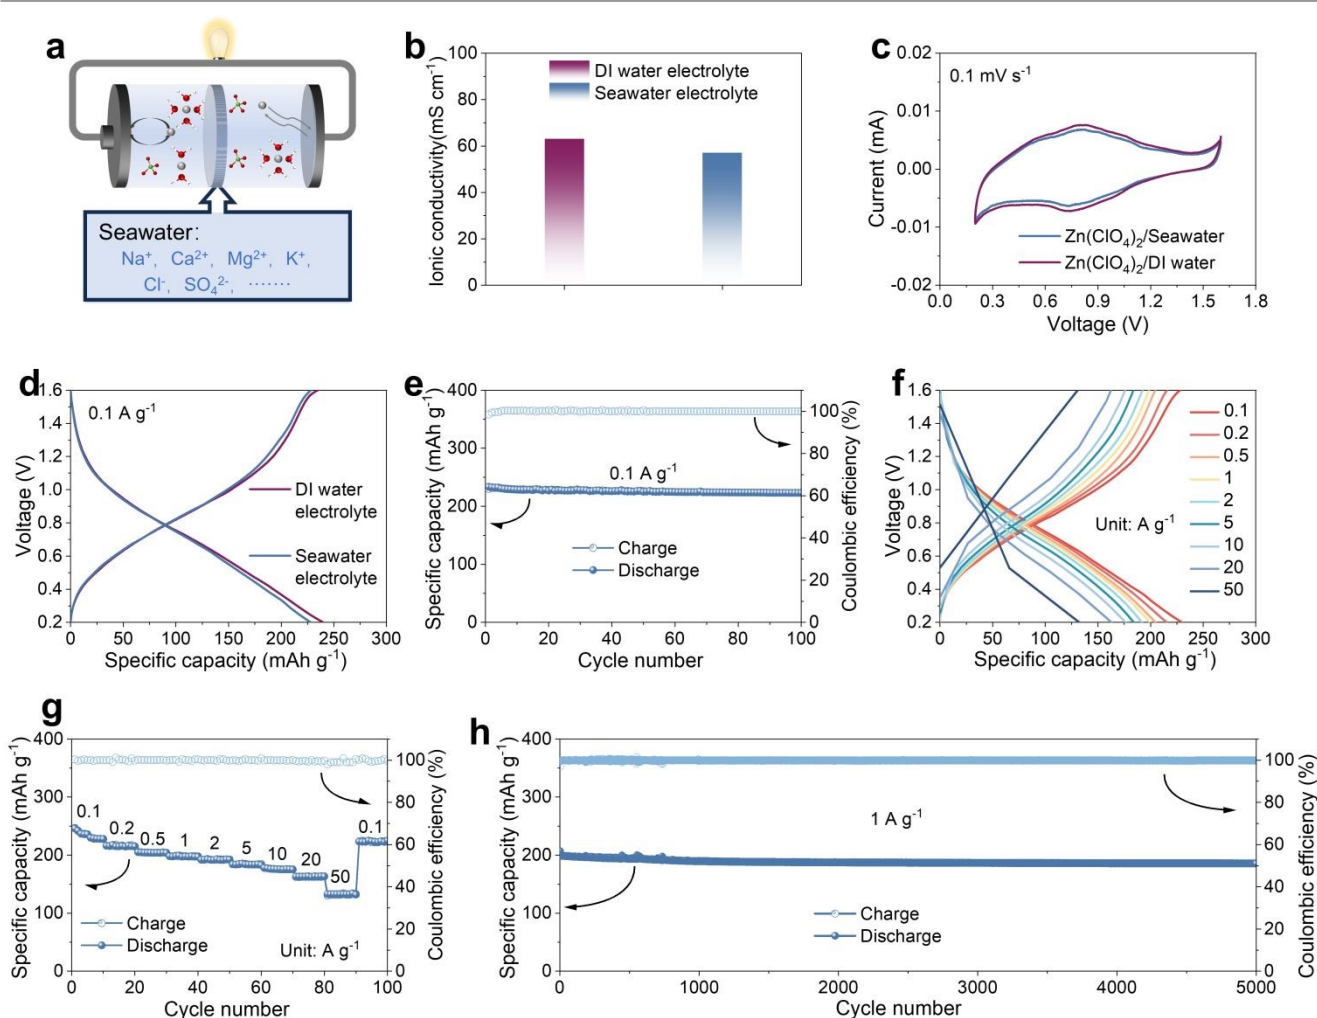 a
Seawater:
Na⁺, Ca²⁺, Mg²⁺, K⁺,
Cl⁻, SO₄²⁻, ·······
b
Ionic conductivity(mS cm⁻¹)
100
80
60
40
20
0
DI water electrolyte
Seawater electrolyte
c
Current (mA)
0.02
0.01
0.00
-0.01
-0.02
0.1 mV s⁻¹
Zn(ClO₄)₂/Seawater
Zn(ClO₄)₂/DI water
0.0 0.3 0.6 0.9 1.2 1.5 1.8
Voltage (V)
d
Voltage (V)
1.6
1.4
1.2
1.0
0.8
0.6
0.4
0.2
0.1 A g⁻¹
DI water
electrolyte
Seawater
electrolyte
0 50 100 150 200 250 300
Specific capacity (mAh g⁻¹)
e
Specific capacity (mAh g⁻¹)
400
300
200
100
0
0.1 A g⁻¹
Charge
Discharge
100
80
60
40
20
0
Coulombic efficiency (%)
0 20 40 60 80 100
Cycle number
f
Voltage (V)
1.6
1.4
1.2
1.0
0.8
0.6
0.4
0.2
0.1
0.2
0.5
1
2
5
10
20
50
Unit: A g⁻¹
0 50 100 150 200 250 300
Specific capacity (mAh g⁻¹)
g
Specific capacity (mAh g⁻¹)
400
300
200
100
0
0.1 0.2 0.5 1 2 5 10 20 50 0.1
Charge
Discharge
Unit: A g⁻¹
100
80
60
40
20
0
Coulombic efficiency (%)
0 20 40 60 80 100
Cycle number
h
Specific capacity (mAh g⁻¹)
400
300
200
100
0
1 A g⁻¹
Charge
Discharge
100
80
60
40
20
0
Coulombic efficiency (%)
0 1000 2000 3000 4000 5000
Cycle number